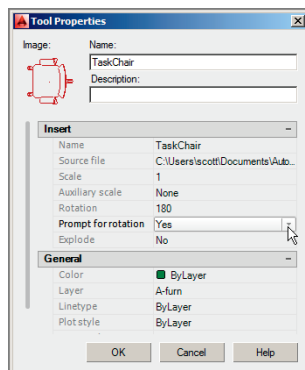 Tool Properties
Image:
Name:
TaskChair
Description:
Insert
Name TaskChair
Source file C:\Users\scott\Documents\Auto...
Scale 1
Auxiliary scale None
Rotation 180
Prompt for rotation Yes
Explode No
General
Color ByLayer
Layer A-furn
Linetype ByLayer
Plot style ByLayer
OK Cancel Help